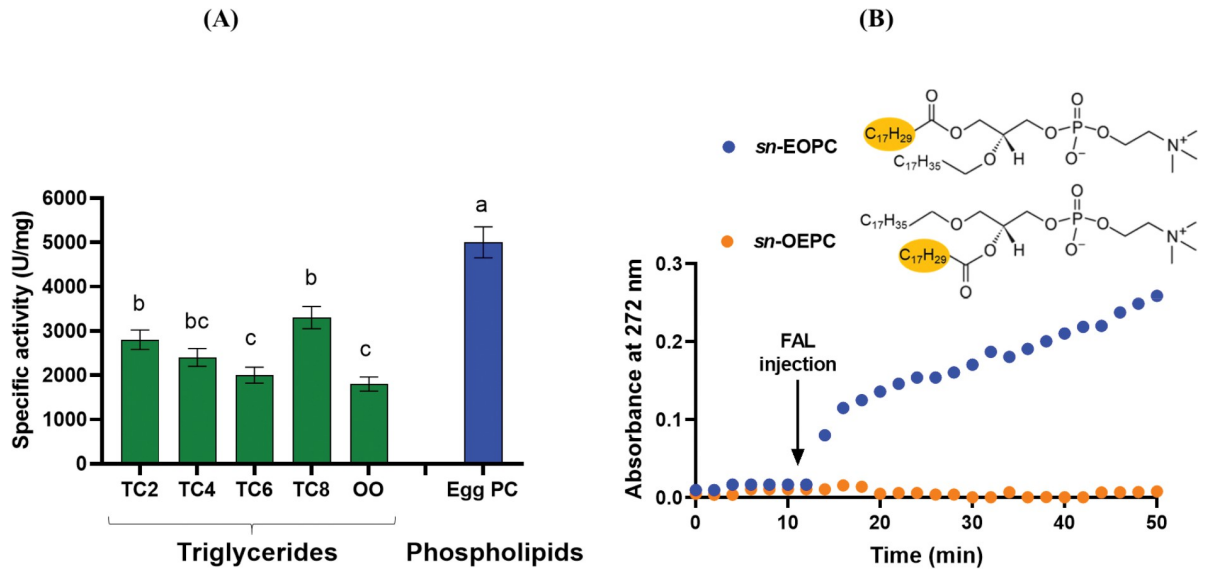 (A)
(B)
Specific activity (U/mg)
6000
5000
4000
3000
2000
1000
0
b
bc
c
b
c
a
TC2 TC4 TC6 TC8 OO Egg PC
Triglycerides Phospholipids
sn-EOPC
C17H29
O
O
O
P
O
O
O−
N+
C17H35
O
H
sn-OEPC
C17H35
O
O
P
O
O
O−
N+
C17H29
O
H
O
Absorbance at 272 nm
0.3
0.2
0.1
0.0
FAL
injection
0 10 20 30 40 50
Time (min)